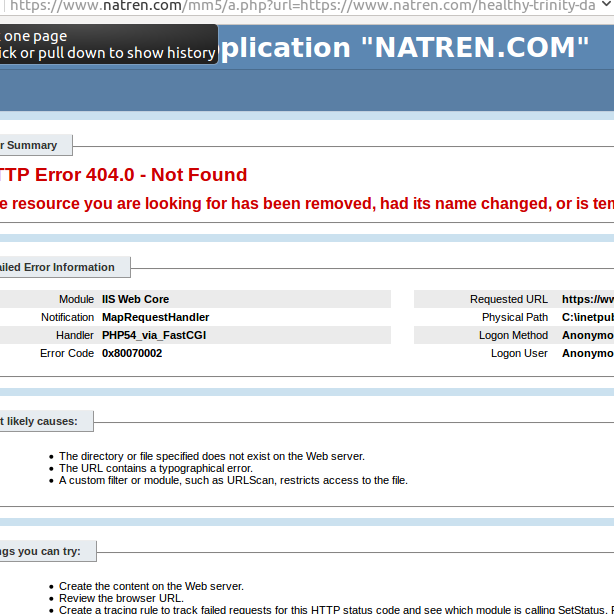 https://www.natren.com/mm5/a.php?url=https://www.natren.com/healthy-trinity-da
one page
ick or pull down to show history
plication "NATREN.COM"
r Summary
TTP Error 404.0 - Not Found
e resource you are looking for has been removed, had its name changed, or is tem
ailed Error Information
Module IIS Web Core
Requested URL https://ww
Notification MapRequestHandler
Physical Path C:\inetpub
Handler PHP54_via_FastCGI
Logon Method Anonymo
Error Code 0x80070002
Logon User Anonymo
t likely causes:
The directory or file specified does not exist on the Web server.
The URL contains a typographical error.
A custom filter or module, such as URLScan, restricts access to the file.
ngs you can try:
Create the content on the Web server.
Review the browser URL.
Create a tracing rule to track failed requests for this HTTP status code and see which module is calling SetStatus. F